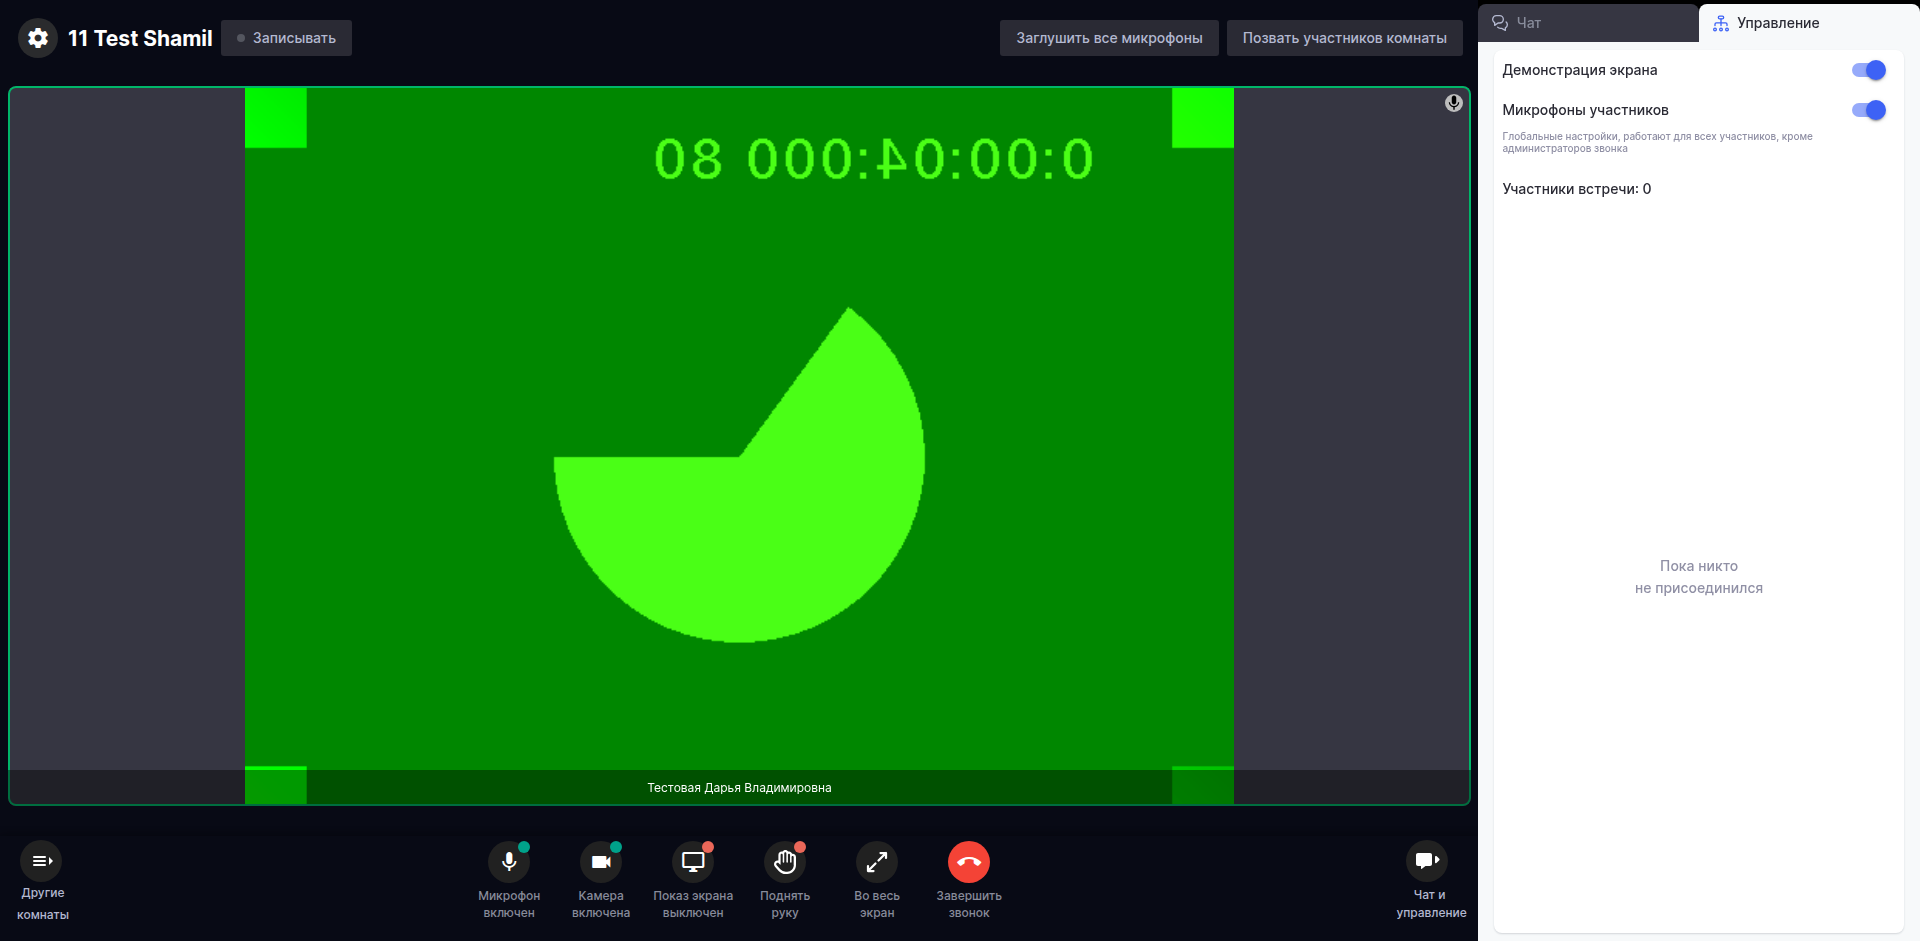 11 Test Shamil
Записывать
Заглушить все микрофоны
Позвать участников комнаты
Чат
Управление
Демонстрация экрана
Микрофоны участников
Глобальные настройки, работают для всех участников, кроме
администраторов звонка
Участники встречи: 0
Пока никто
не присоединился
0:00:04:000 80
Тестовая Дарья Владимировна
Другие
комнаты
Микрофон
включен
Камера
включена
Показ экрана
выключен
Поднять
руку
Во весь
экран
Завершить
звонок
Чат и
управление